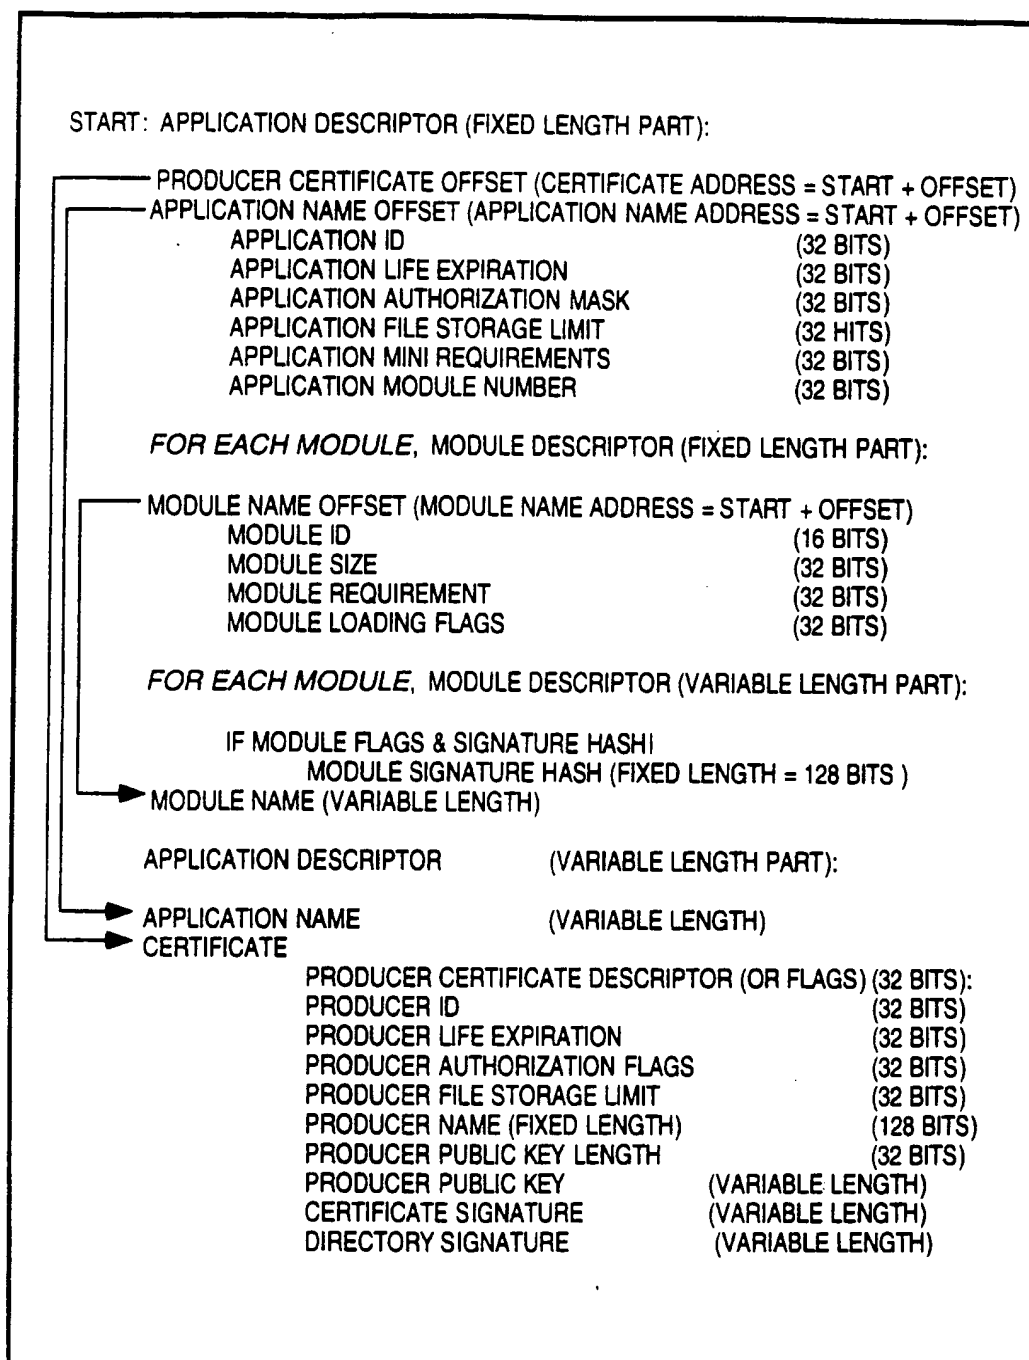 START: APPLICATION DESCRIPTOR (FIXED LENGTH PART):
PRODUCER CERTIFICATE OFFSET (CERTIFICATE ADDRESS = START + OFFSET)
APPLICATION NAME OFFSET (APPLICATION NAME ADDRESS = START + OFFSET)
APPLICATION ID (32 BITS)
APPLICATION LIFE EXPIRATION (32 BITS)
APPLICATION AUTHORIZATION MASK (32 BITS)
APPLICATION FILE STORAGE LIMIT (32 HITS)
APPLICATION MINI REQUIREMENTS (32 BITS)
APPLICATION MODULE NUMBER (32 BITS)
FOR EACH MODULE, MODULE DESCRIPTOR (FIXED LENGTH PART):
MODULE NAME OFFSET (MODULE NAME ADDRESS = START + OFFSET)
MODULE ID (16 BITS)
MODULE SIZE (32 BITS)
MODULE REQUIREMENT (32 BITS)
MODULE LOADING FLAGS (32 BITS)
FOR EACH MODULE, MODULE DESCRIPTOR (VARIABLE LENGTH PART):
IF MODULE FLAGS & SIGNATURE HASH|
MODULE SIGNATURE HASH (FIXED LENGTH = 128 BITS )
MODULE NAME (VARIABLE LENGTH)
APPLICATION DESCRIPTOR (VARIABLE LENGTH PART):
APPLICATION NAME (VARIABLE LENGTH)
CERTIFICATE
PRODUCER CERTIFICATE DESCRIPTOR (OR FLAGS) (32 BITS):
PRODUCER ID (32 BITS)
PRODUCER LIFE EXPIRATION (32 BITS)
PRODUCER AUTHORIZATION FLAGS (32 BITS)
PRODUCER FILE STORAGE LIMIT (32 BITS)
PRODUCER NAME (FIXED LENGTH) (128 BITS)
PRODUCER PUBLIC KEY LENGTH (32 BITS)
PRODUCER PUBLIC KEY (VARIABLE LENGTH)
CERTIFICATE SIGNATURE (VARIABLE LENGTH)
DIRECTORY SIGNATURE (VARIABLE LENGTH)